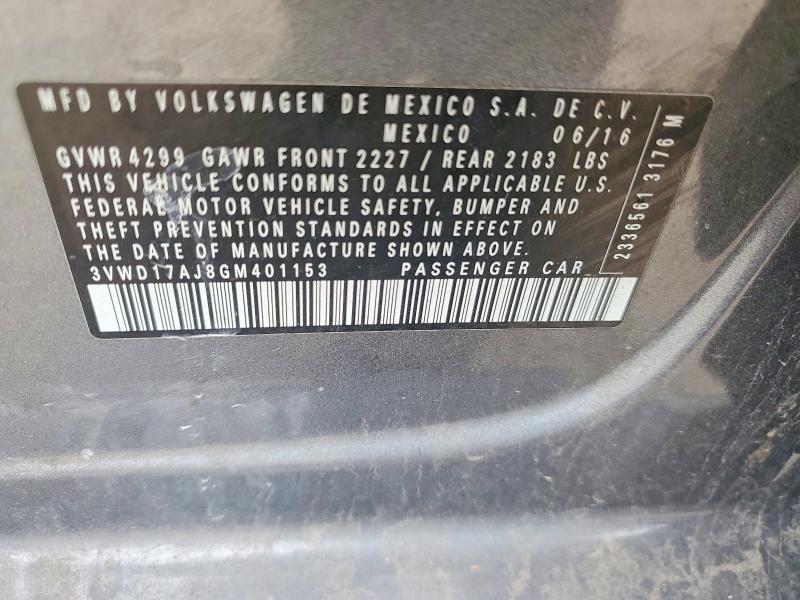 MFD BY VOLKSWAGEN DE MEXICO S.A. DE C.V.
MEXICO 06/16
GVWR 4299 GAWR FRONT 2227 / REAR 2183 LBS
THIS VEHICLE CONFORMS TO ALL APPLICABLE U.S.
FEDERAL MOTOR VEHICLE SAFETY, BUMPER AND
THEFT PREVENTION STANDARDS IN EFFECT ON
THE DATE OF MANUFACTURE SHOWN ABOVE.
3VWD17AJ8GM401153 PASSENGER CAR
2336561 3176 M